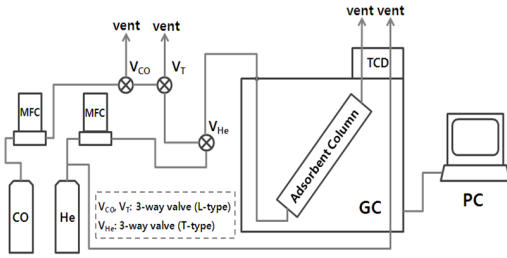 vent
vent
vent
vent
TCD
V_CO
V_T
MFC
MFC
V_He
Adsorbent Column
CO
He
V_CO, V_T: 3-way valve (L-type)
V_He: 3-way valve (T-type)
GC
PC